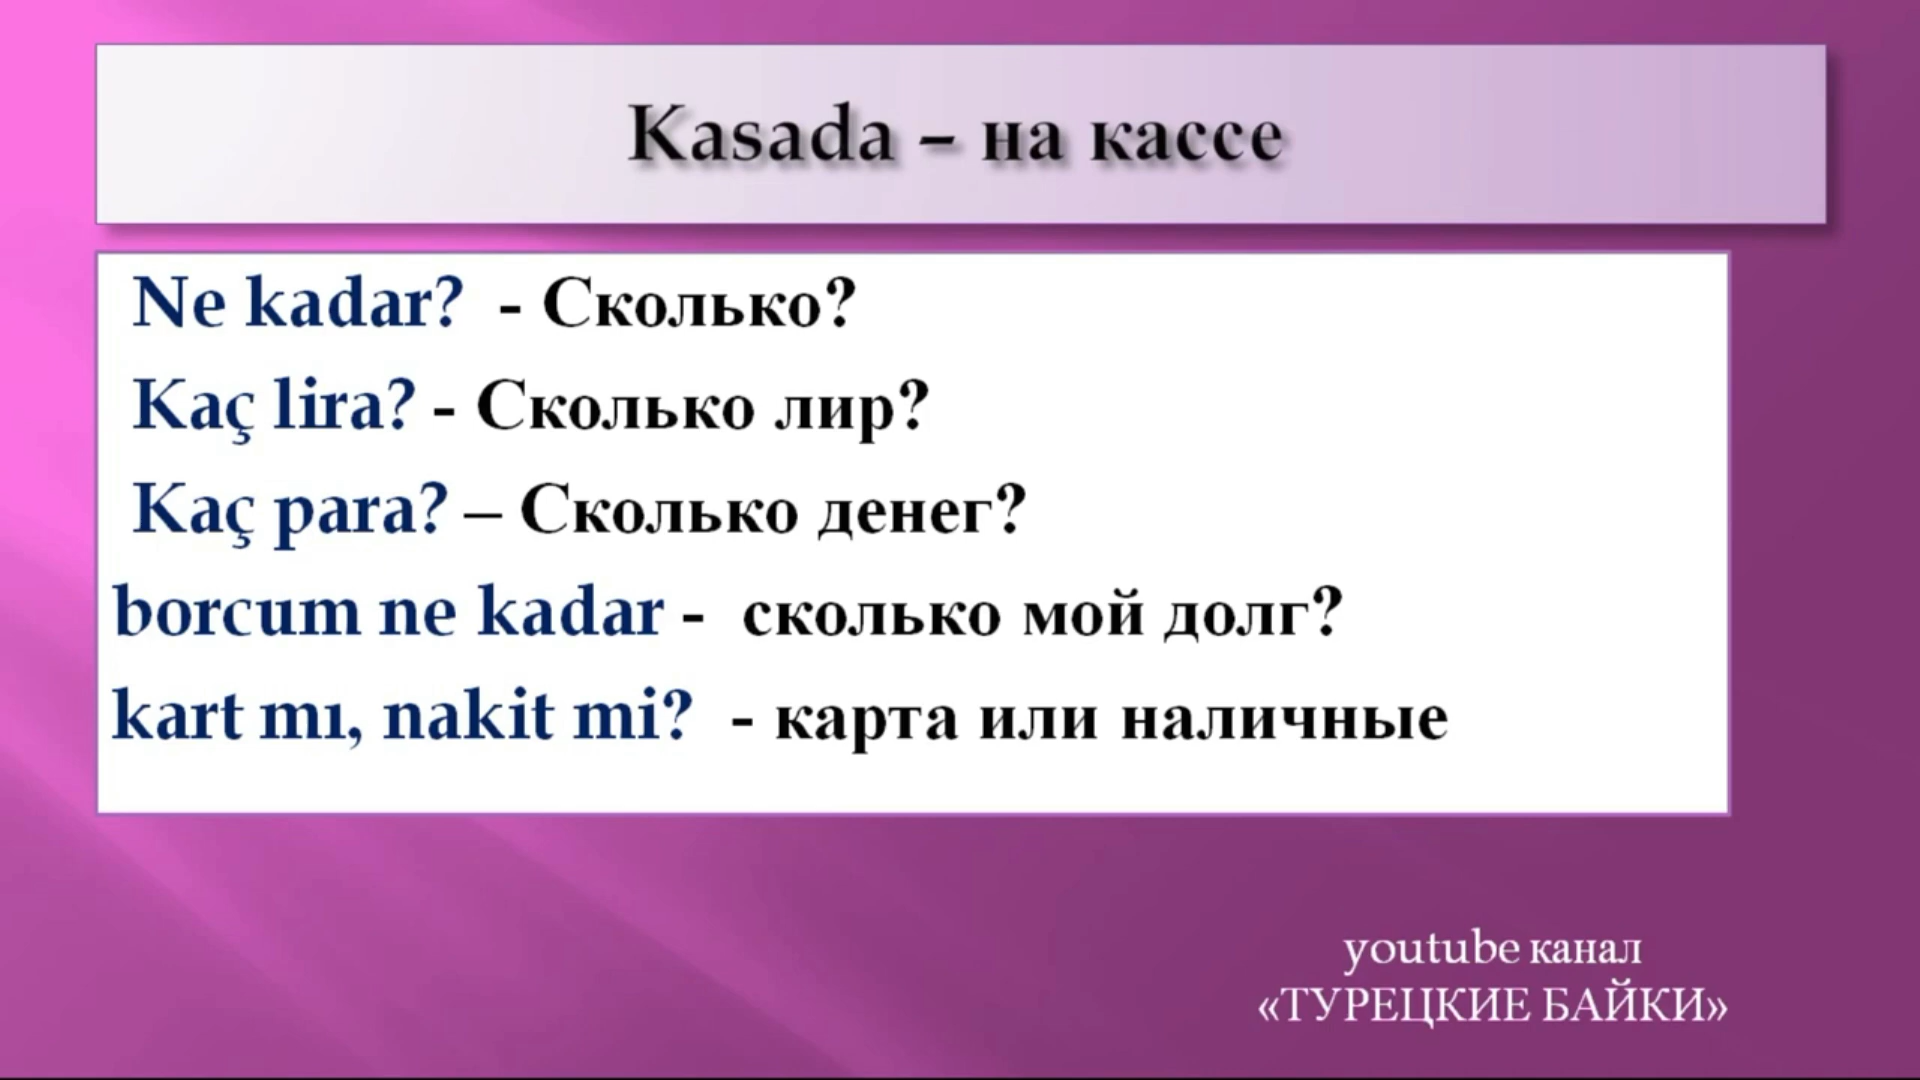 Kasada – на кассе
Ne kadar? - Сколько?
Kaç lira? - Сколько лир?
Kaç para? – Сколько денег?
borcum ne kadar - сколько мой долг?
kart mı, nakit mi? - карта или наличные
youtube канал
«ТУРЕЦКИЕ БАЙКИ»